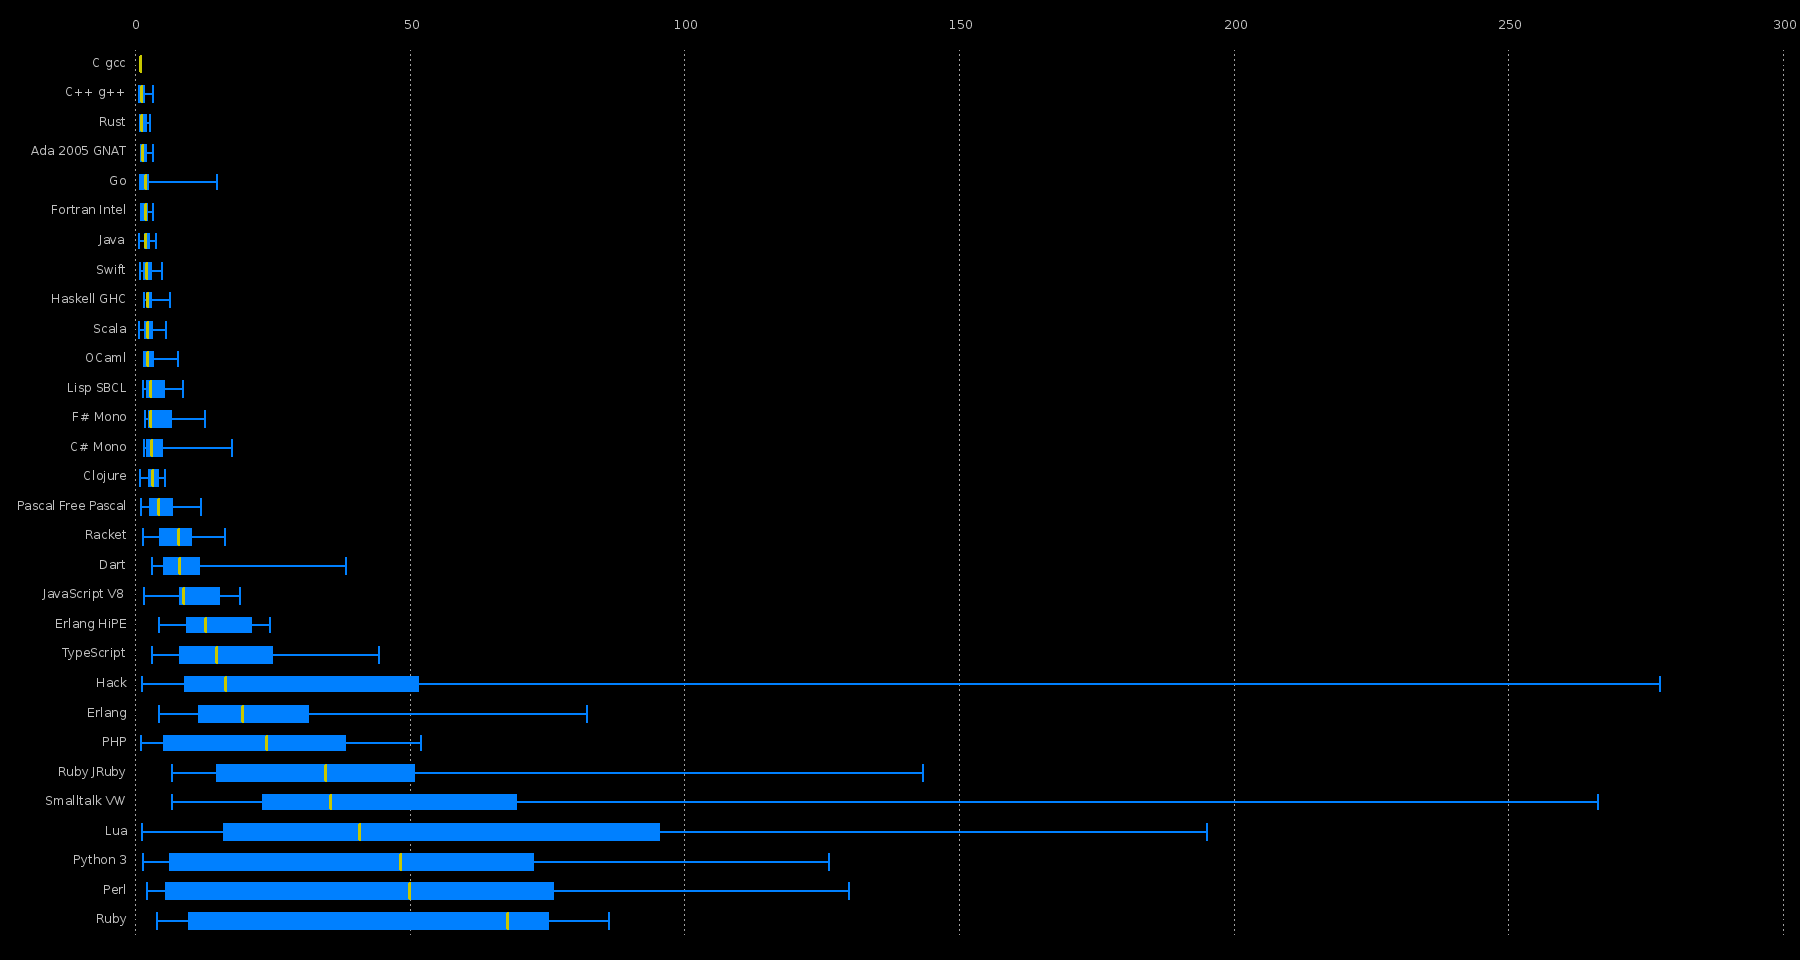 0 50 100 150 200 250 300
C gcc
C++ g++
Rust
Ada 2005 GNAT
Go
Fortran Intel
Java
Swift
Haskell GHC
Scala
OCaml
Lisp SBCL
F# Mono
C# Mono
Clojure
Pascal Free Pascal
Racket
Dart
JavaScript V8
Erlang HiPE
TypeScript
Hack
Erlang
PHP
Ruby JRuby
Smalltalk VW
Lua
Python 3
Perl
Ruby